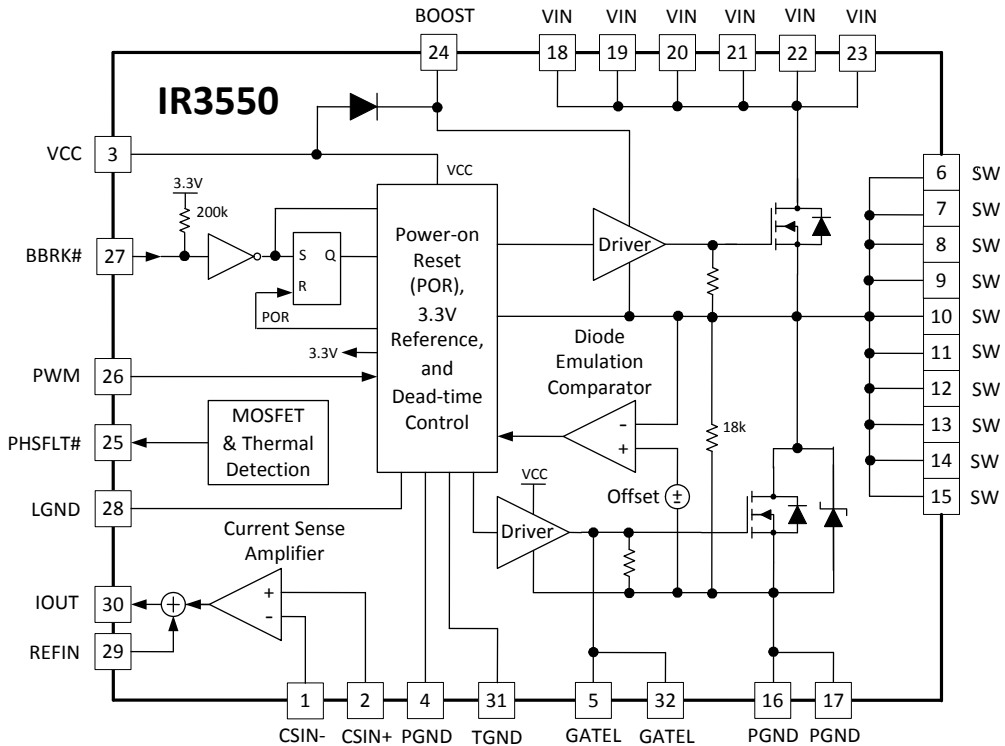 BOOST
VIN
VIN
VIN
VIN
VIN
VIN
24
18
19
20
21
22
23
IR3550
VCC
3
VCC
3.3V
200k
BBRK#
27
S
Q
R
POR
Power-on
Reset
(POR),
3.3V
Reference,
and
Dead-time
Control
Driver
6
SW
7
SW
8
SW
9
SW
10
SW
11
SW
12
SW
13
SW
14
SW
15
SW
3.3V
PWM
26
Diode
Emulation
Comparator
-
+
18k
PHSFLT#
25
MOSFET
& Thermal
Detection
Offset
±
LGND
28
VCC
Driver
Current Sense
Amplifier
+
-
IOUT
30
+
REFIN
29
1
2
4
31
5
32
16
17
CSIN-
CSIN+
PGND
TGND
GATEL
GATEL
PGND
PGND